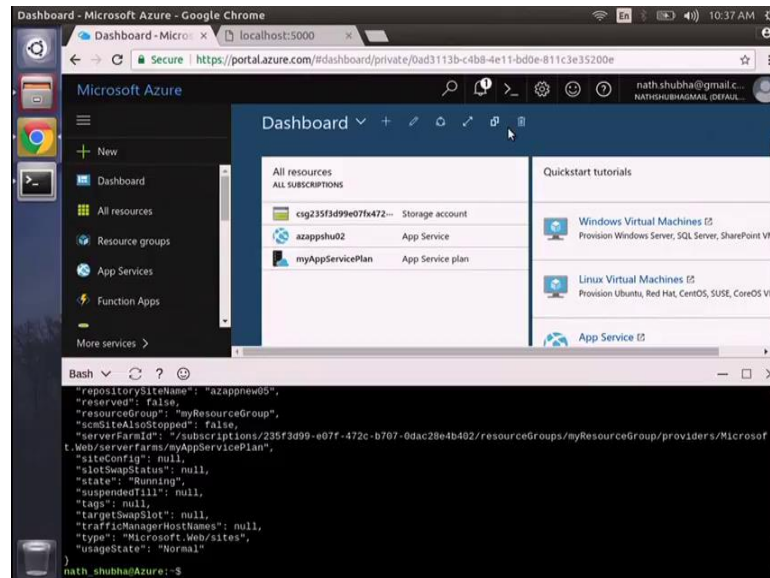 Dashboard - Microsoft Azure - Google Chrome
En
10:37 AM
Dashboard - Micro
localhost:5000
Secure
https://portal.azure.com/#dashboard/private/0ad3113b-c4b8-4e11-bd0e-811c3e35200e
Microsoft Azure
1
nath.shubha@gmail.c...
NATHSHUBHAGMAIL (DEFAUL...
Dashboard
New
Dashboard
All resources
Resource groups
App Services
Function Apps
More services
All resources
ALL SUBSCRIPTIONS
csg235f3d99e07fx472... Storage account
azappshu02 App Service
myAppServicePlan App Service plan
Quickstart tutorials
Windows Virtual Machines
Provision Windows Server, SQL Server, SharePoint VM
Linux Virtual Machines
Provision Ubuntu, Red Hat, CentOS, SUSE, CoreOS V
App Service
Bash ?
"repositorySiteName": "azappnew05",
"reserved": false,
"resourceGroup": "myResourceGroup",
"scmSiteAlsoStopped": false,
"serverFarmId": "/subscriptions/235f3d99-e07f-472c-b707-0dac28e4b402/resourceGroups/myResourceGroup/providers/Microsof
t.Web/serverfarms/myAppServicePlan",
"siteConfig": null,
"slotSwapStatus": null,
"state": "Running",
"suspendedTill": null,
"tags": null,
"targetSwapSlot": null,
"trafficManagerHostNames": null,
"type": "Microsoft.Web/sites",
"usageState": "Normal"
}
nath_shubha@Azure:~$